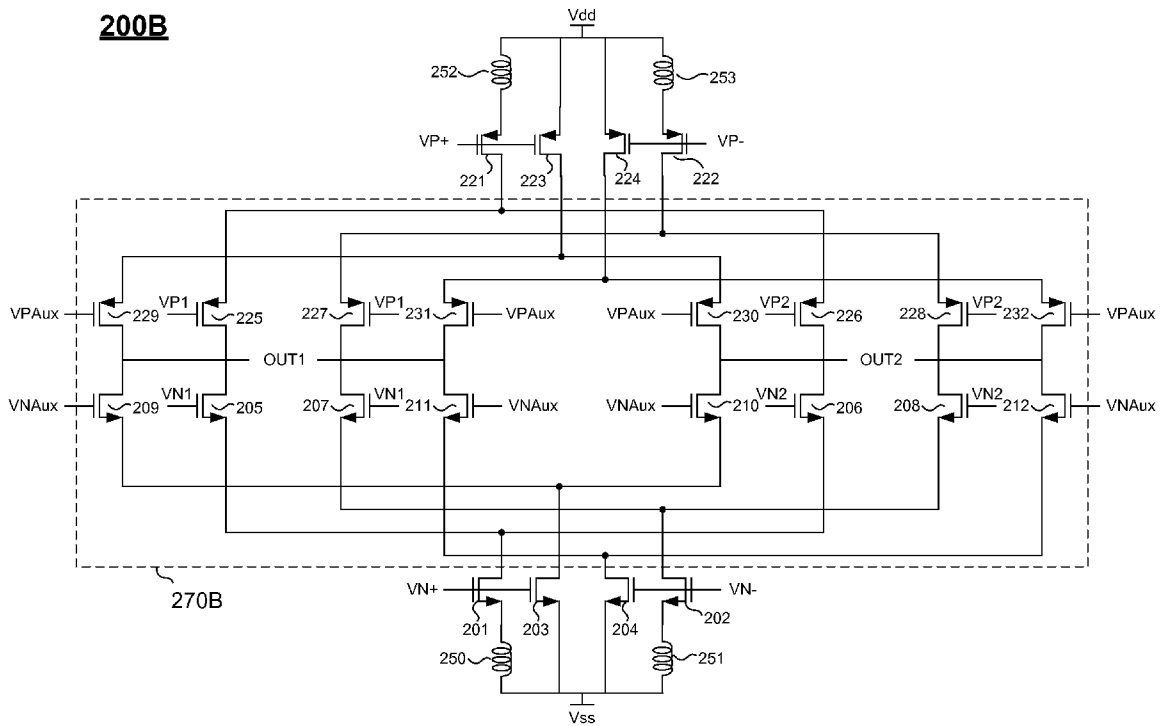 200B
Vdd
252
253
VP+
VP-
221
223
224
222
VPAux
229
VP1
225
227
VP1
231
VPAux
VPAux
230
VP2
226
228
VP2
232
VPAux
OUT1
OUT2
VNAux
209
VN1
205
207
VN1
211
VNAux
VNAux
210
VN2
206
208
VN2
212
VNAux
270B
VN+
VN-
201
203
204
202
250
251
Vss